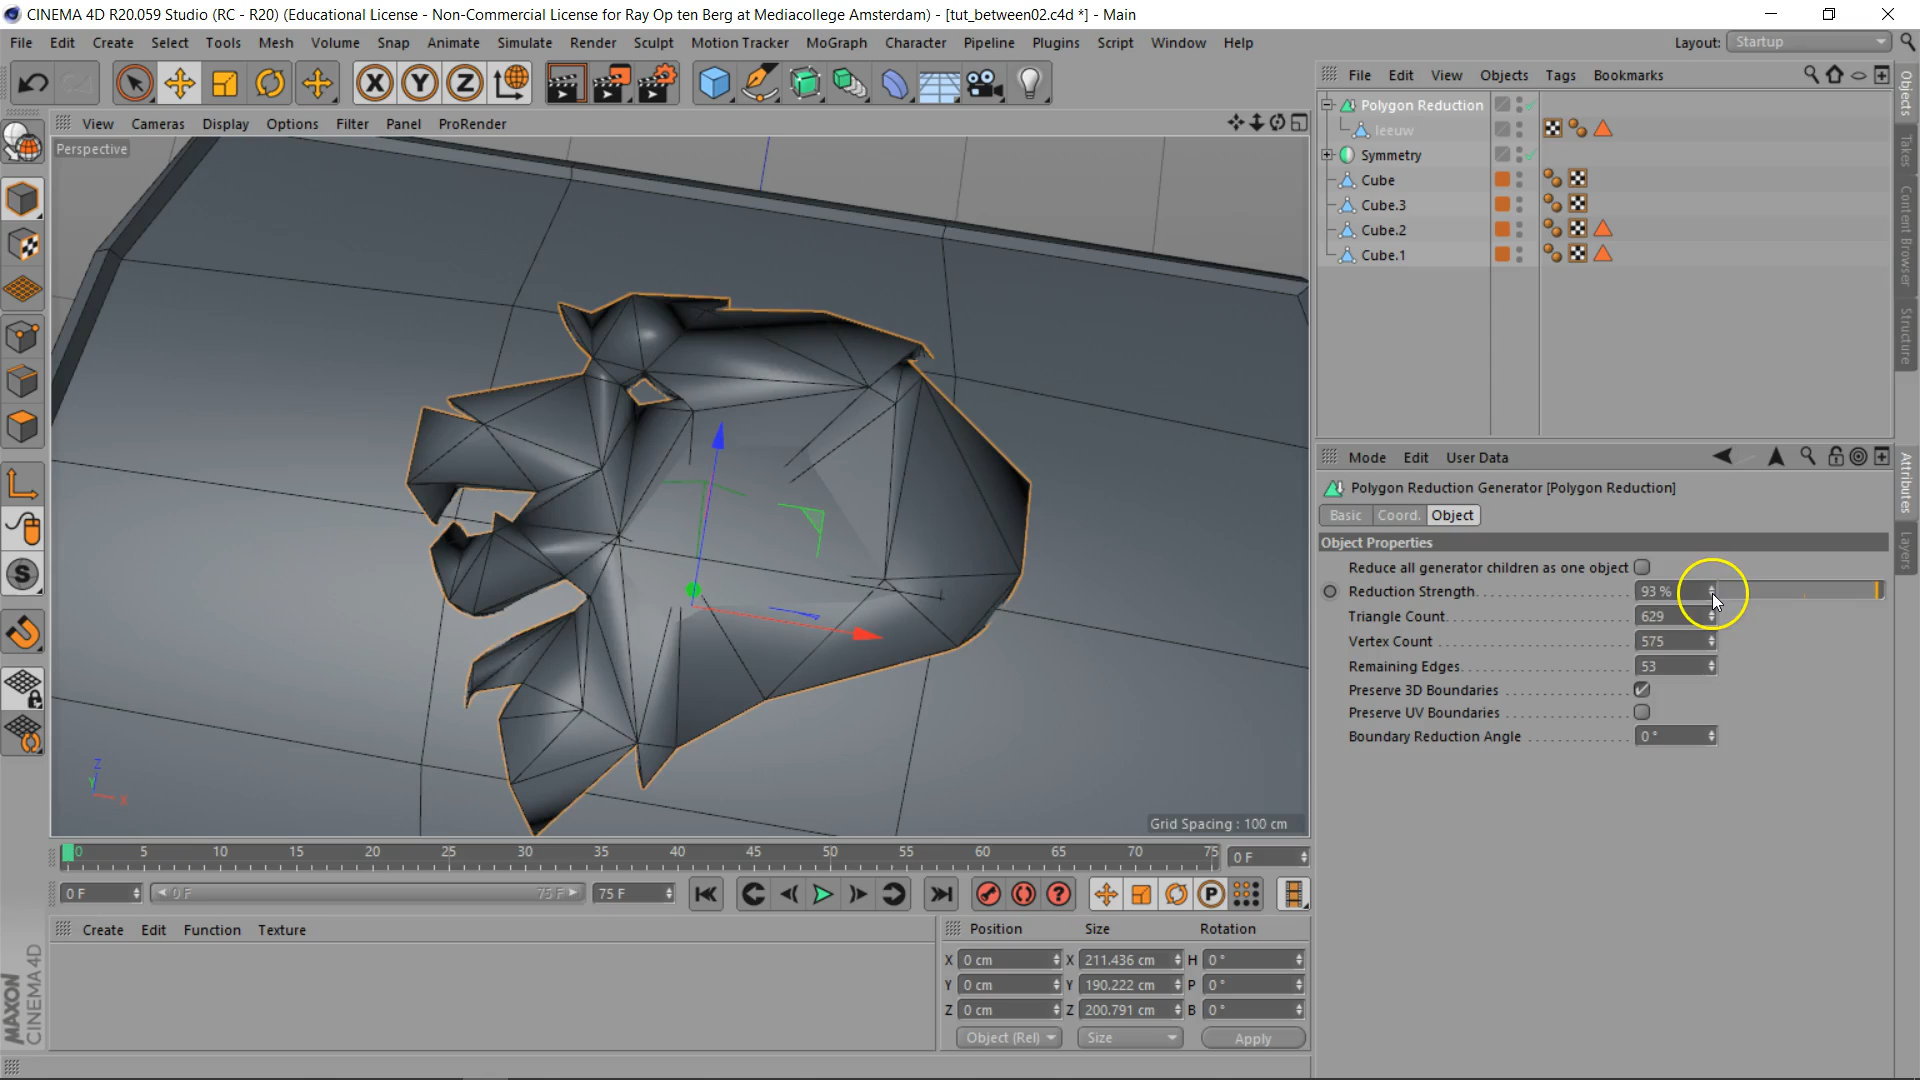 CINEMA 4D R20.059 Studio (RC - R20) (Educational License - Non-Commercial License for Ray Op ten Berg at Mediacollege Amsterdam) - [tut_between02.c4d *] - Main
File Edit Create Select Tools Mesh Volume Snap Animate Simulate Render Sculpt Motion Tracker MoGraph Character Pipeline Plugins Script Window Help
Layout: Startup
X Y Z
File Edit View Objects Tags Bookmarks
View Cameras Display Options Filter Panel ProRender
Perspective
Polygon Reduction
leeuw
Symmetry
Cube
Cube.3
Cube.2
Cube.1
Objects
Takes
Content Browser
Structure
Mode Edit User Data
Polygon Reduction Generator [Polygon Reduction]
Basic Coord. Object
Object Properties
Reduce all generator children as one object
Reduction Strength 93 %
Triangle Count 629
Vertex Count 575
Remaining Edges 53
Preserve 3D Boundaries
Preserve UV Boundaries
Boundary Reduction Angle 0 °
Attributes
Layers
S
Z
Y
X
Grid Spacing : 100 cm
0 5 10 15 20 25 30 35 40 45 50 55 60 65 70 75
0 F
0 F 0 F 75 F 75 F
P
Create Edit Function Texture
Position Size Rotation
X 0 cm X 211.436 cm H 0 °
Y 0 cm Y 190.222 cm P 0 °
Z 0 cm Z 200.791 cm B 0 °
Object (Rel) Size Apply
MAXON
CINEMA 4D